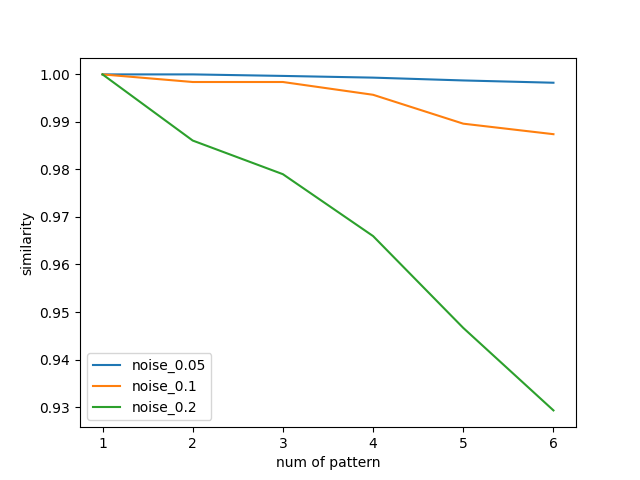 1.00
0.99
0.98
0.97
0.96
0.95
0.94
0.93
similarity
noise_0.05
noise_0.1
noise_0.2
1 2 3 4 5 6
num of pattern